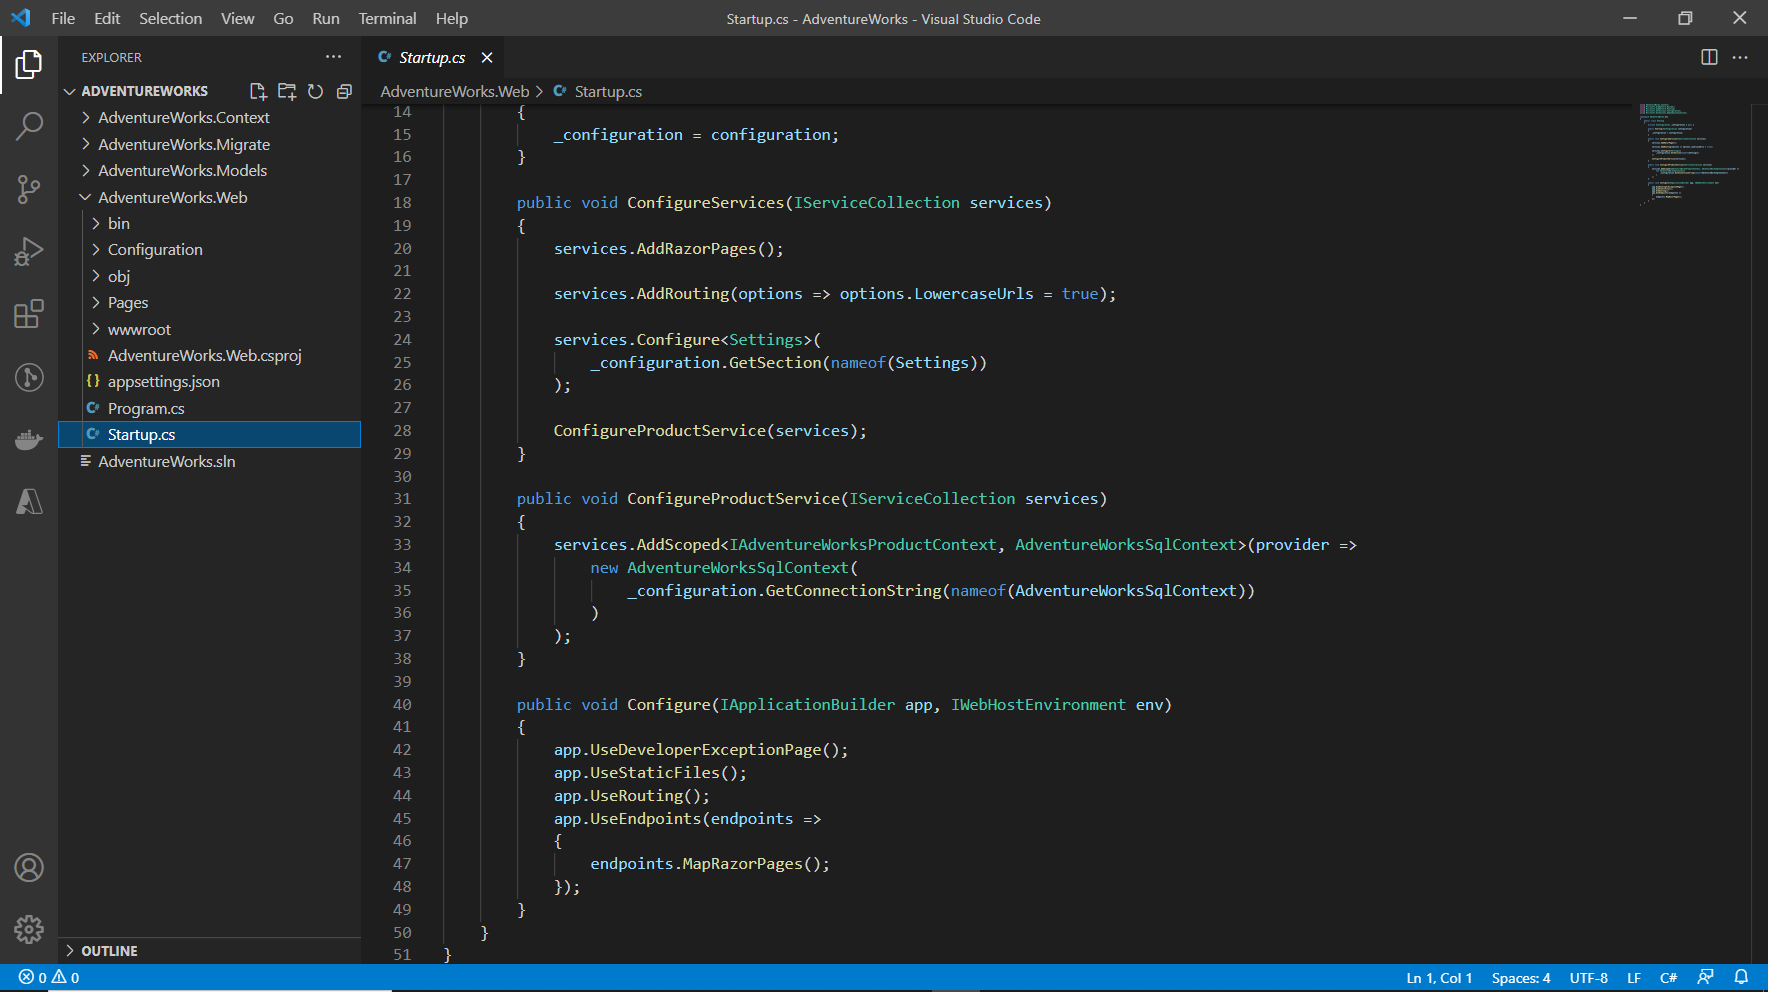 File Edit Selection View Go Run Terminal Help
Startup.cs - AdventureWorks - Visual Studio Code
EXPLORER
ADVENTUREWORKS
AdventureWorks.Context
AdventureWorks.Migrate
AdventureWorks.Models
AdventureWorks.Web
bin
Configuration
obj
Pages
wwwroot
AdventureWorks.Web.csproj
appsettings.json
Program.cs
Startup.cs
AdventureWorks.sln
OUTLINE
Startup.cs
AdventureWorks.Web > Startup.cs
14 {
15 _configuration = configuration;
16 }
17
18 public void ConfigureServices(IServiceCollection services)
19 {
20 services.AddRazorPages();
21
22 services.AddRouting(options => options.LowercaseUrls = true);
23
24 services.Configure<Settings>(
25 _configuration.GetSection(nameof(Settings))
26 );
27
28 ConfigureProductService(services);
29 }
30
31 public void ConfigureProductService(IServiceCollection services)
32 {
33 services.AddScoped<IAdventureWorksProductContext, AdventureWorksSqlContext>(provider =>
34 new AdventureWorksSqlContext(
35 _configuration.GetConnectionString(nameof(AdventureWorksSqlContext))
36 )
37 );
38 }
39
40 public void Configure(IApplicationBuilder app, IWebHostEnvironment env)
41 {
42 app.UseDeveloperExceptionPage();
43 app.UseStaticFiles();
44 app.UseRouting();
45 app.UseEndpoints(endpoints =>
46 {
47 endpoints.MapRazorPages();
48 });
49 }
50 }
51 }
0 0
Ln 1, Col 1 Spaces: 4 UTF-8 LF C#